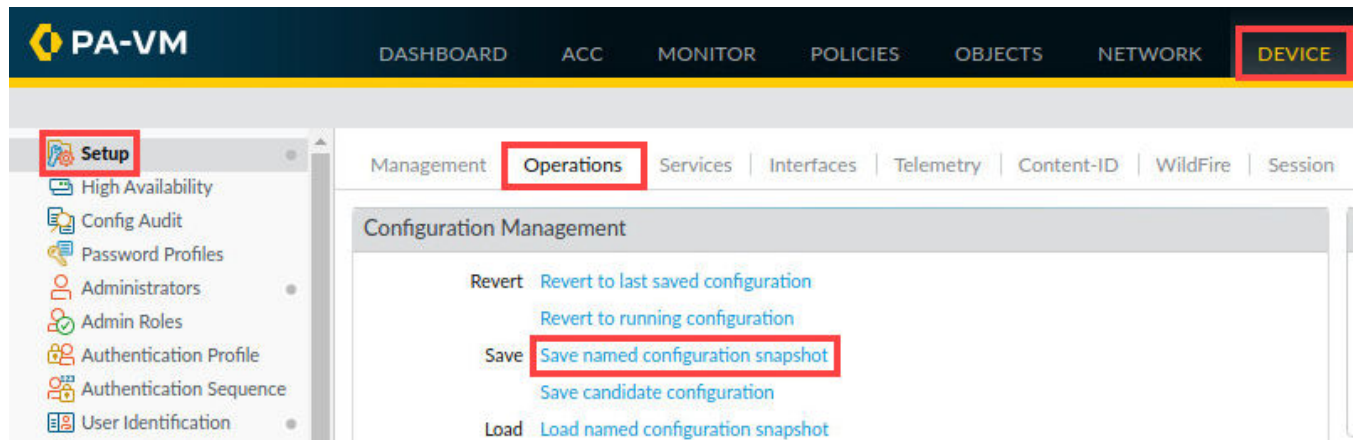 PA-VM
DASHBOARD ACC MONITOR POLICIES OBJECTS NETWORK DEVICE
Setup
High Availability
Config Audit
Password Profiles
Administrators
Admin Roles
Authentication Profile
Authentication Sequence
User Identification
Management Operations Services | Interfaces | Telemetry | Content-ID | WildFire | Session
Configuration Management
Revert Revert to last saved configuration
Revert to running configuration
Save Save named configuration snapshot
Save candidate configuration
Load Load named configuration snapshot